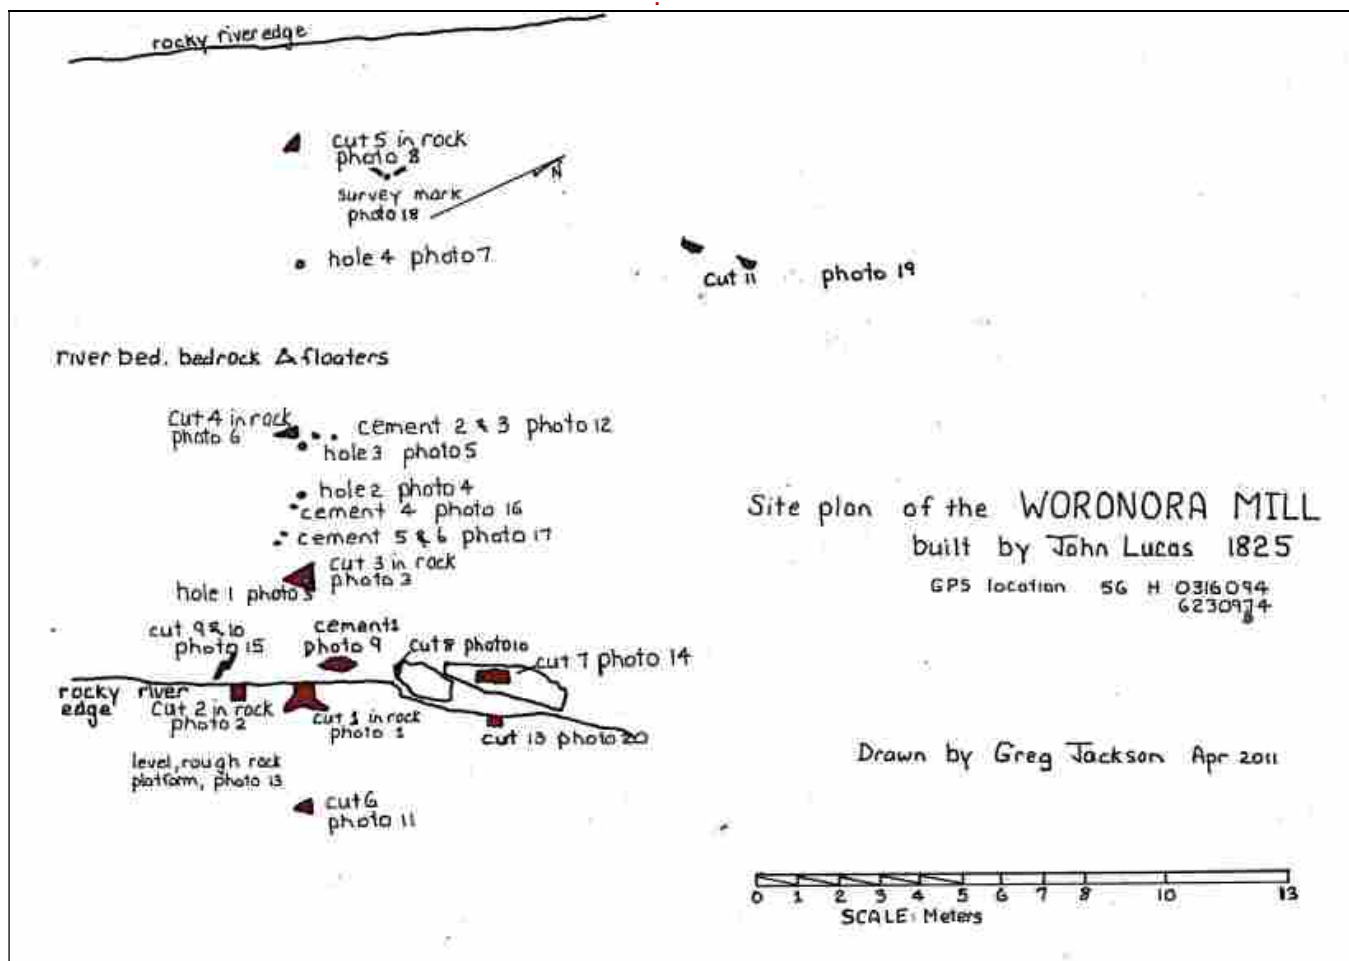 rocky river edge
cut 5 in rock
photo 8
survey mark
photo 18
N
hole 4 photo 7
cut 11 photo 19
river bed, bedrock & floaters
cut 4 in rock
photo 6
cement 2 & 3 photo 12
hole 3 photo 5
hole 2 photo 4
cement 4 photo 16
cement 5 & 6 photo 17
cut 3 in rock
photo 3
hole 1 photo 3
cut 9 & 10
photo 15
cement 1
photo 9
cut 8 photo 10
cut 7 photo 14
rocky river
edge
cut 2 in rock
photo 2
cut 1 in rock
photo 1
cut 13 photo 20
level, rough rock
platform, photo 13
cut 6
photo 11
Site plan of the WORONORA MILL
built by John Lucas 1825
GPS location 56 H 0316094
6230974
Drawn by Greg Jackson Apr 2011
0 1 2 3 4 5 6 7 8 10 13
SCALE: Meters